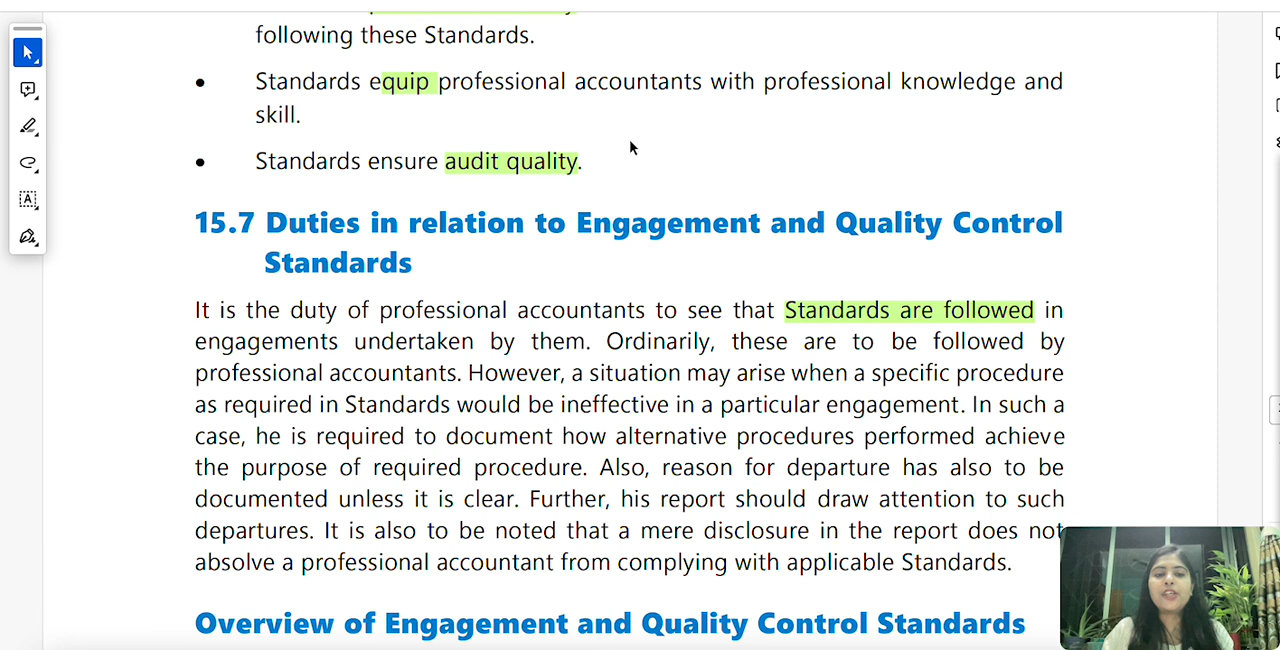 following these Standards.
• Standards equip professional accountants with professional knowledge and
skill.
• Standards ensure audit quality.
15.7 Duties in relation to Engagement and Quality Control
Standards
It is the duty of professional accountants to see that Standards are followed in
engagements undertaken by them. Ordinarily, these are to be followed by
professional accountants. However, a situation may arise when a specific procedure
as required in Standards would be ineffective in a particular engagement. In such a
case, he is required to document how alternative procedures performed achieve
the purpose of required procedure. Also, reason for departure has also to be
documented unless it is clear. Further, his report should draw attention to such
departures. It is also to be noted that a mere disclosure in the report does not
absolve a professional accountant from complying with applicable Standards.
Overview of Engagement and Quality Control Standards